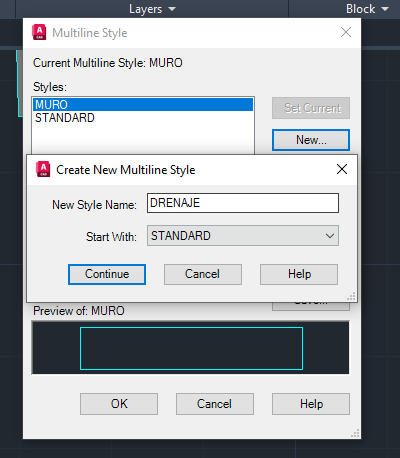 Layers
Block
Multiline Style
Current Multiline Style: MURO
Styles:
MURO
STANDARD
Set Current
New...
Create New Multiline Style
New Style Name:
DRENAJE
Start With:
STANDARD
Continue
Cancel
Help
Save...
Preview of: MURO
OK
Cancel
Help